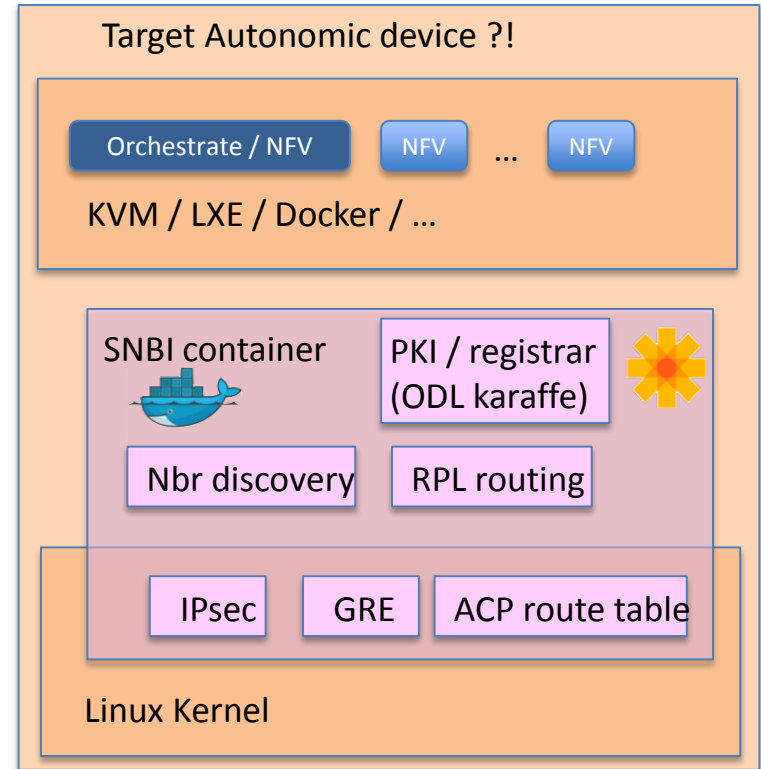 Target Autonomic device ?!
Orchestrate / NFV
NFV
...
NFV
KVM / LXE / Docker / ...
SNBI container
PKI / registrar
(ODL karaffe)
Nbr discovery
RPL routing
IPsec
GRE
ACP route table
Linux Kernel